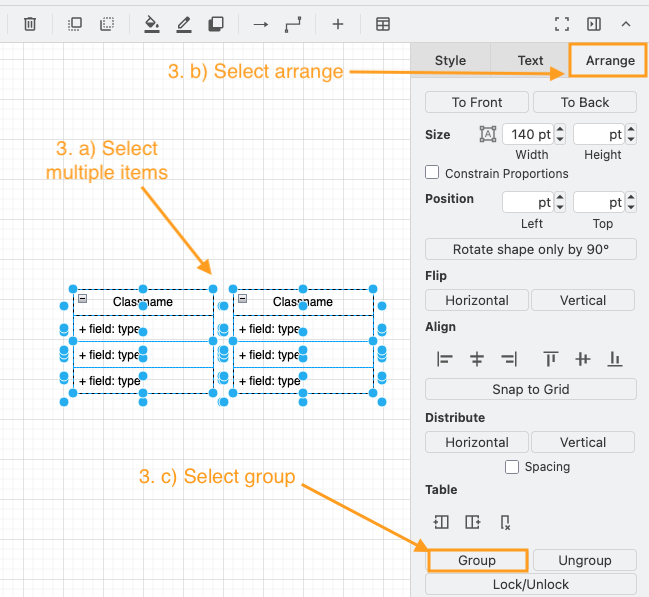 3. b) Select arrange
Style
Text
Arrange
To Front
To Back
Size
A
140 pt
pt
Width
Height
Constrain Proportions
Position
pt
pt
Left
Top
Rotate shape only by 90°
Flip
Horizontal
Vertical
Align
Snap to Grid
Distribute
Horizontal
Vertical
Spacing
Table
Group
Ungroup
Lock/Unlock
3. a) Select
multiple items
Classname
+ field: type
+ field: type
+ field: type
Classname
+ field: type
+ field: type
+ field: type
3. c) Select group